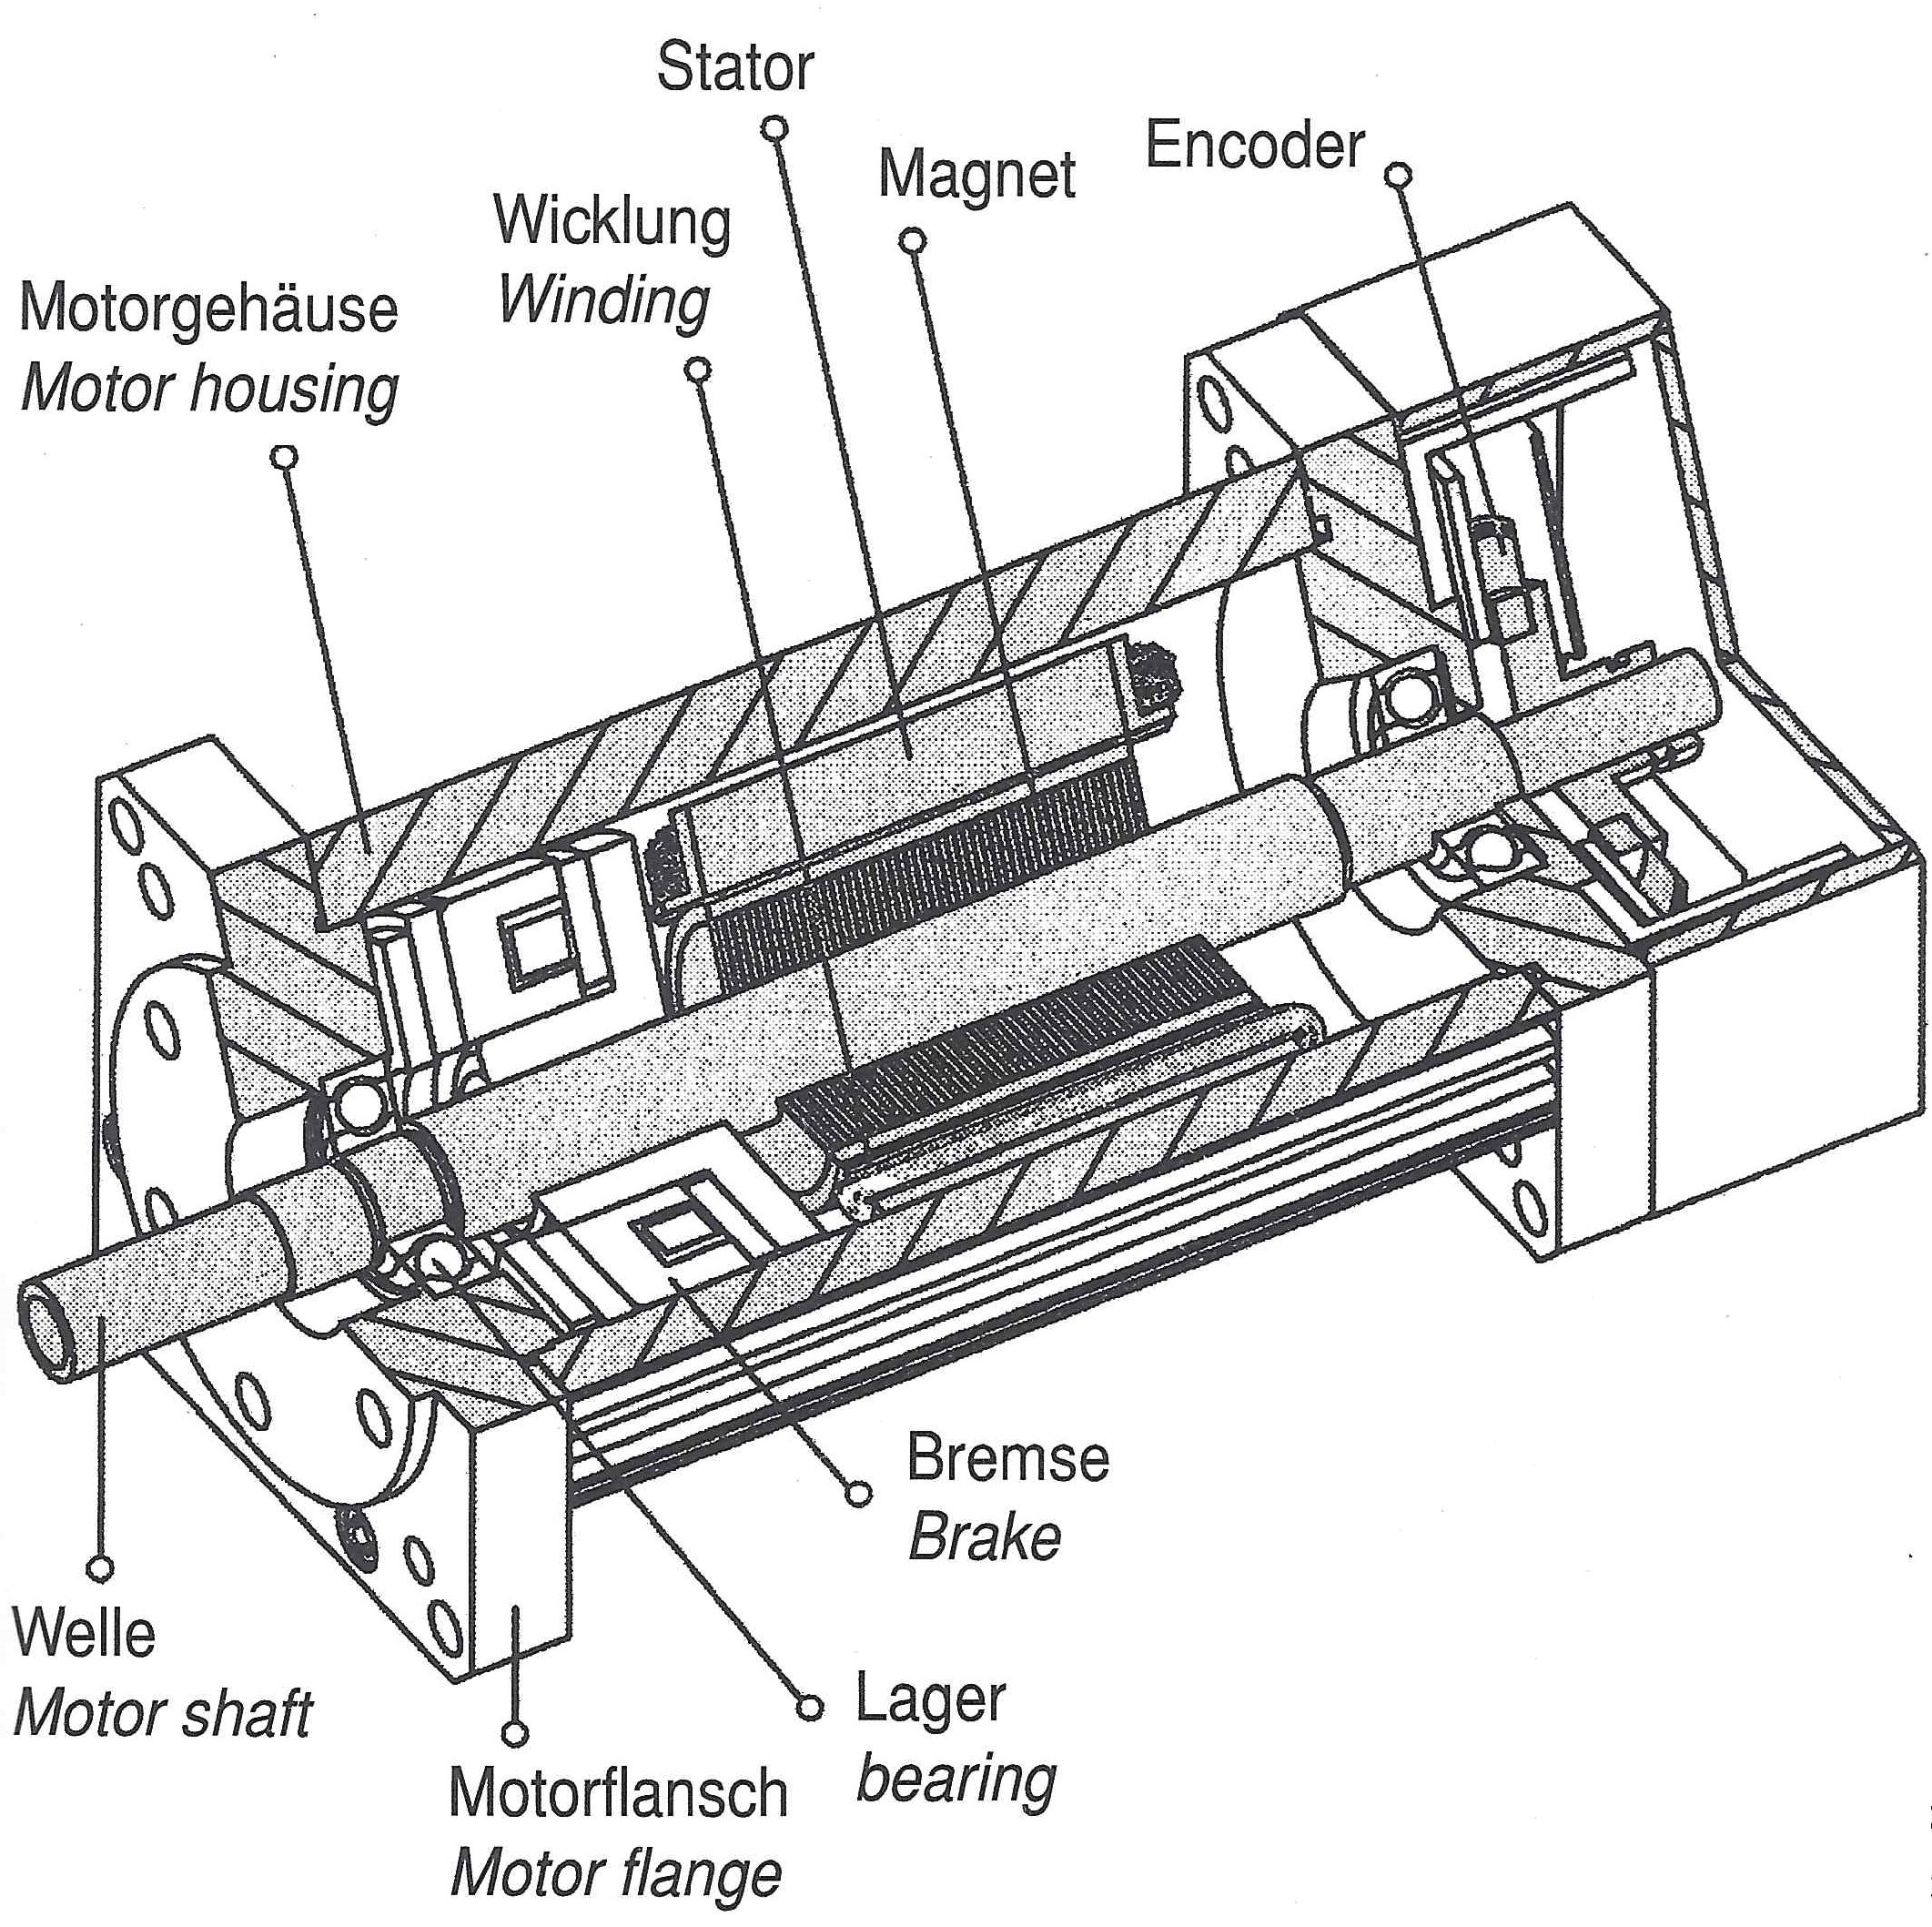 Stator
Encoder
Magnet
Wicklung
Winding
Motorgehäuse
Motor housing
Bremse
Brake
Welle
Motor shaft
Lager
bearing
Motorflansch
Motor flange